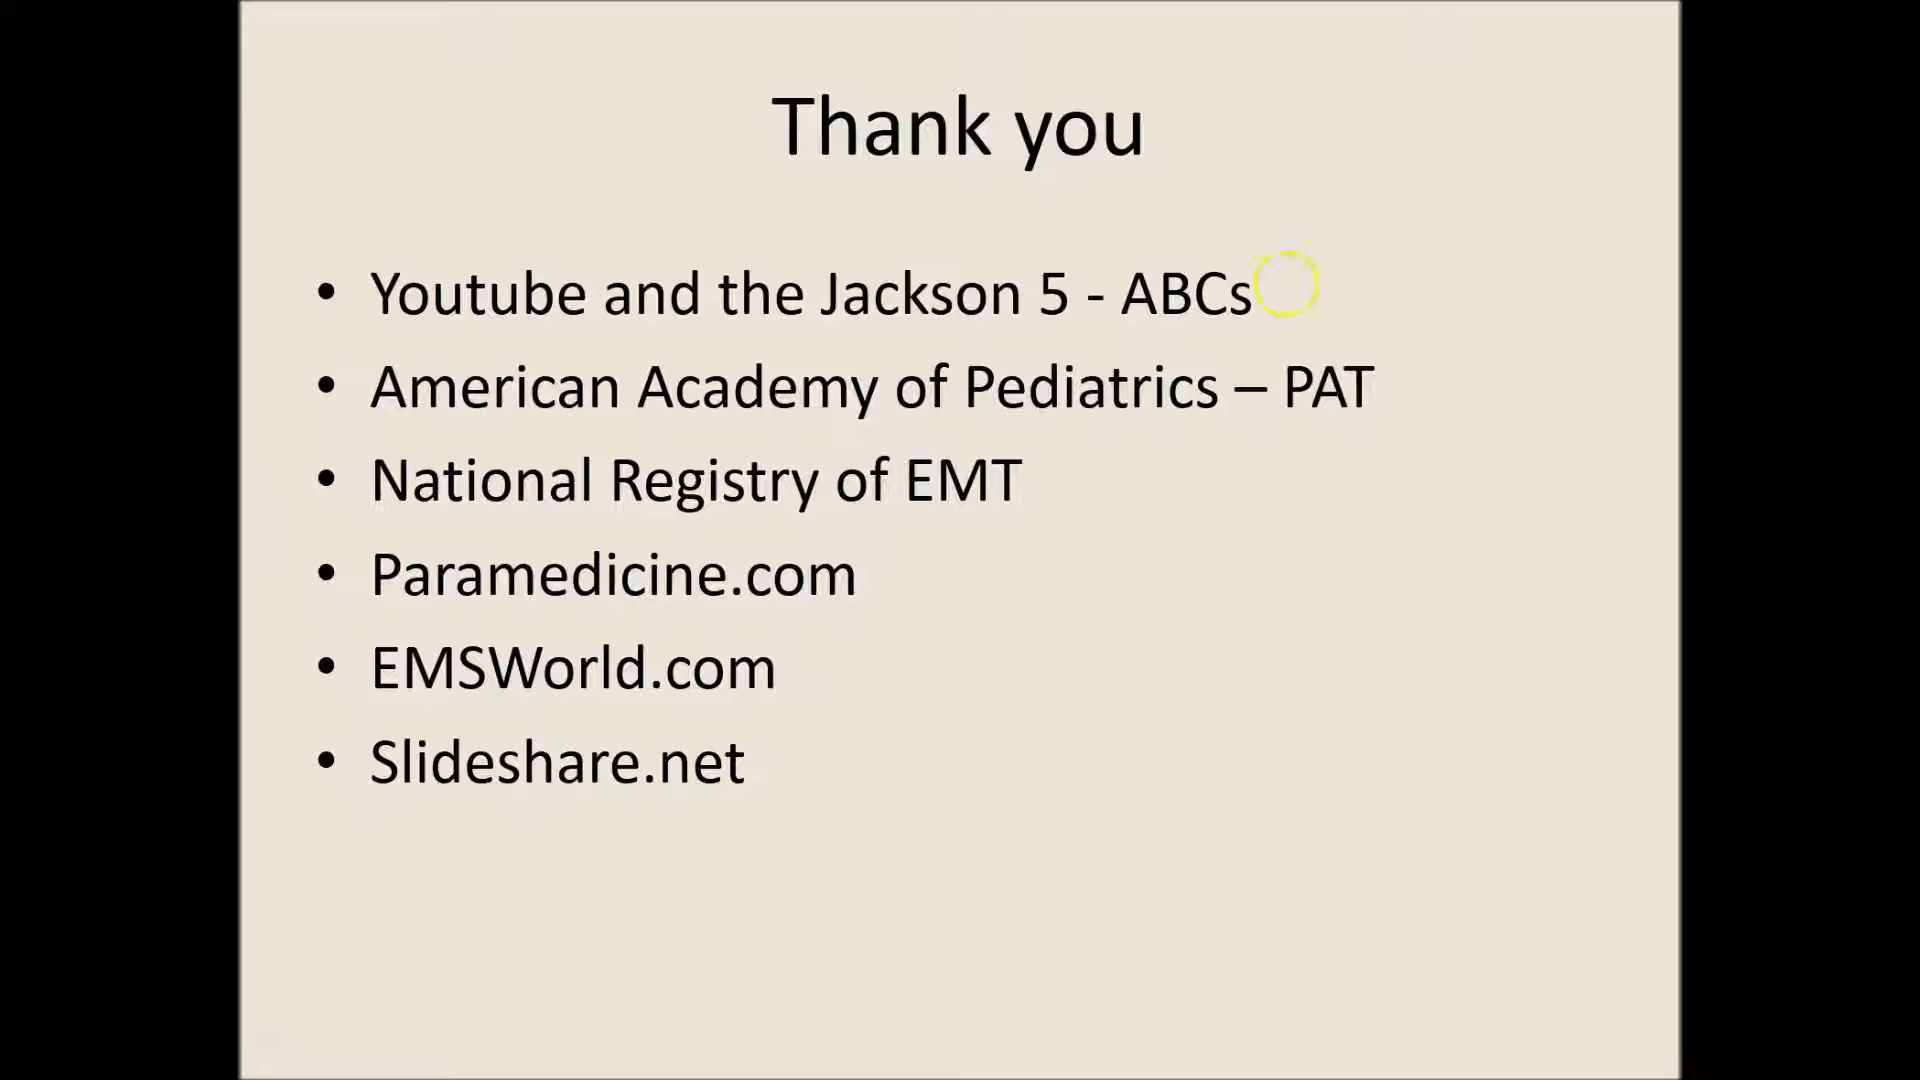 Thank you
• Youtube and the Jackson 5 - ABCs
• American Academy of Pediatrics – PAT
• National Registry of EMT
• Paramedicine.com
• EMSWorld.com
• Slideshare.net